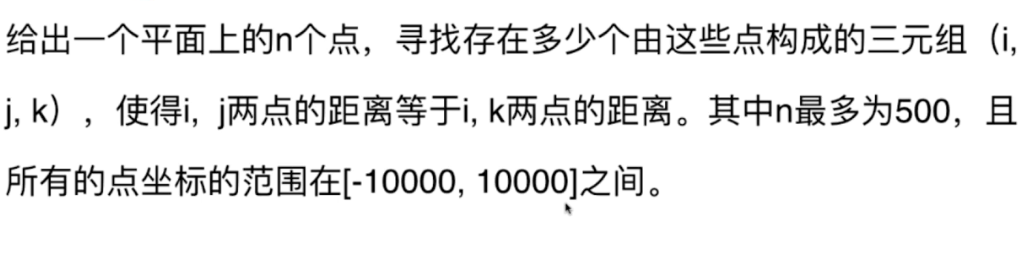 给出一个平面上的n个点，寻找存在多少个由这些点构成的三元组（i,
j, k），使得i, j两点的距离等于i, k两点的距离。其中n最多为500，且
所有的点坐标的范围在[-10000, 10000]之间。